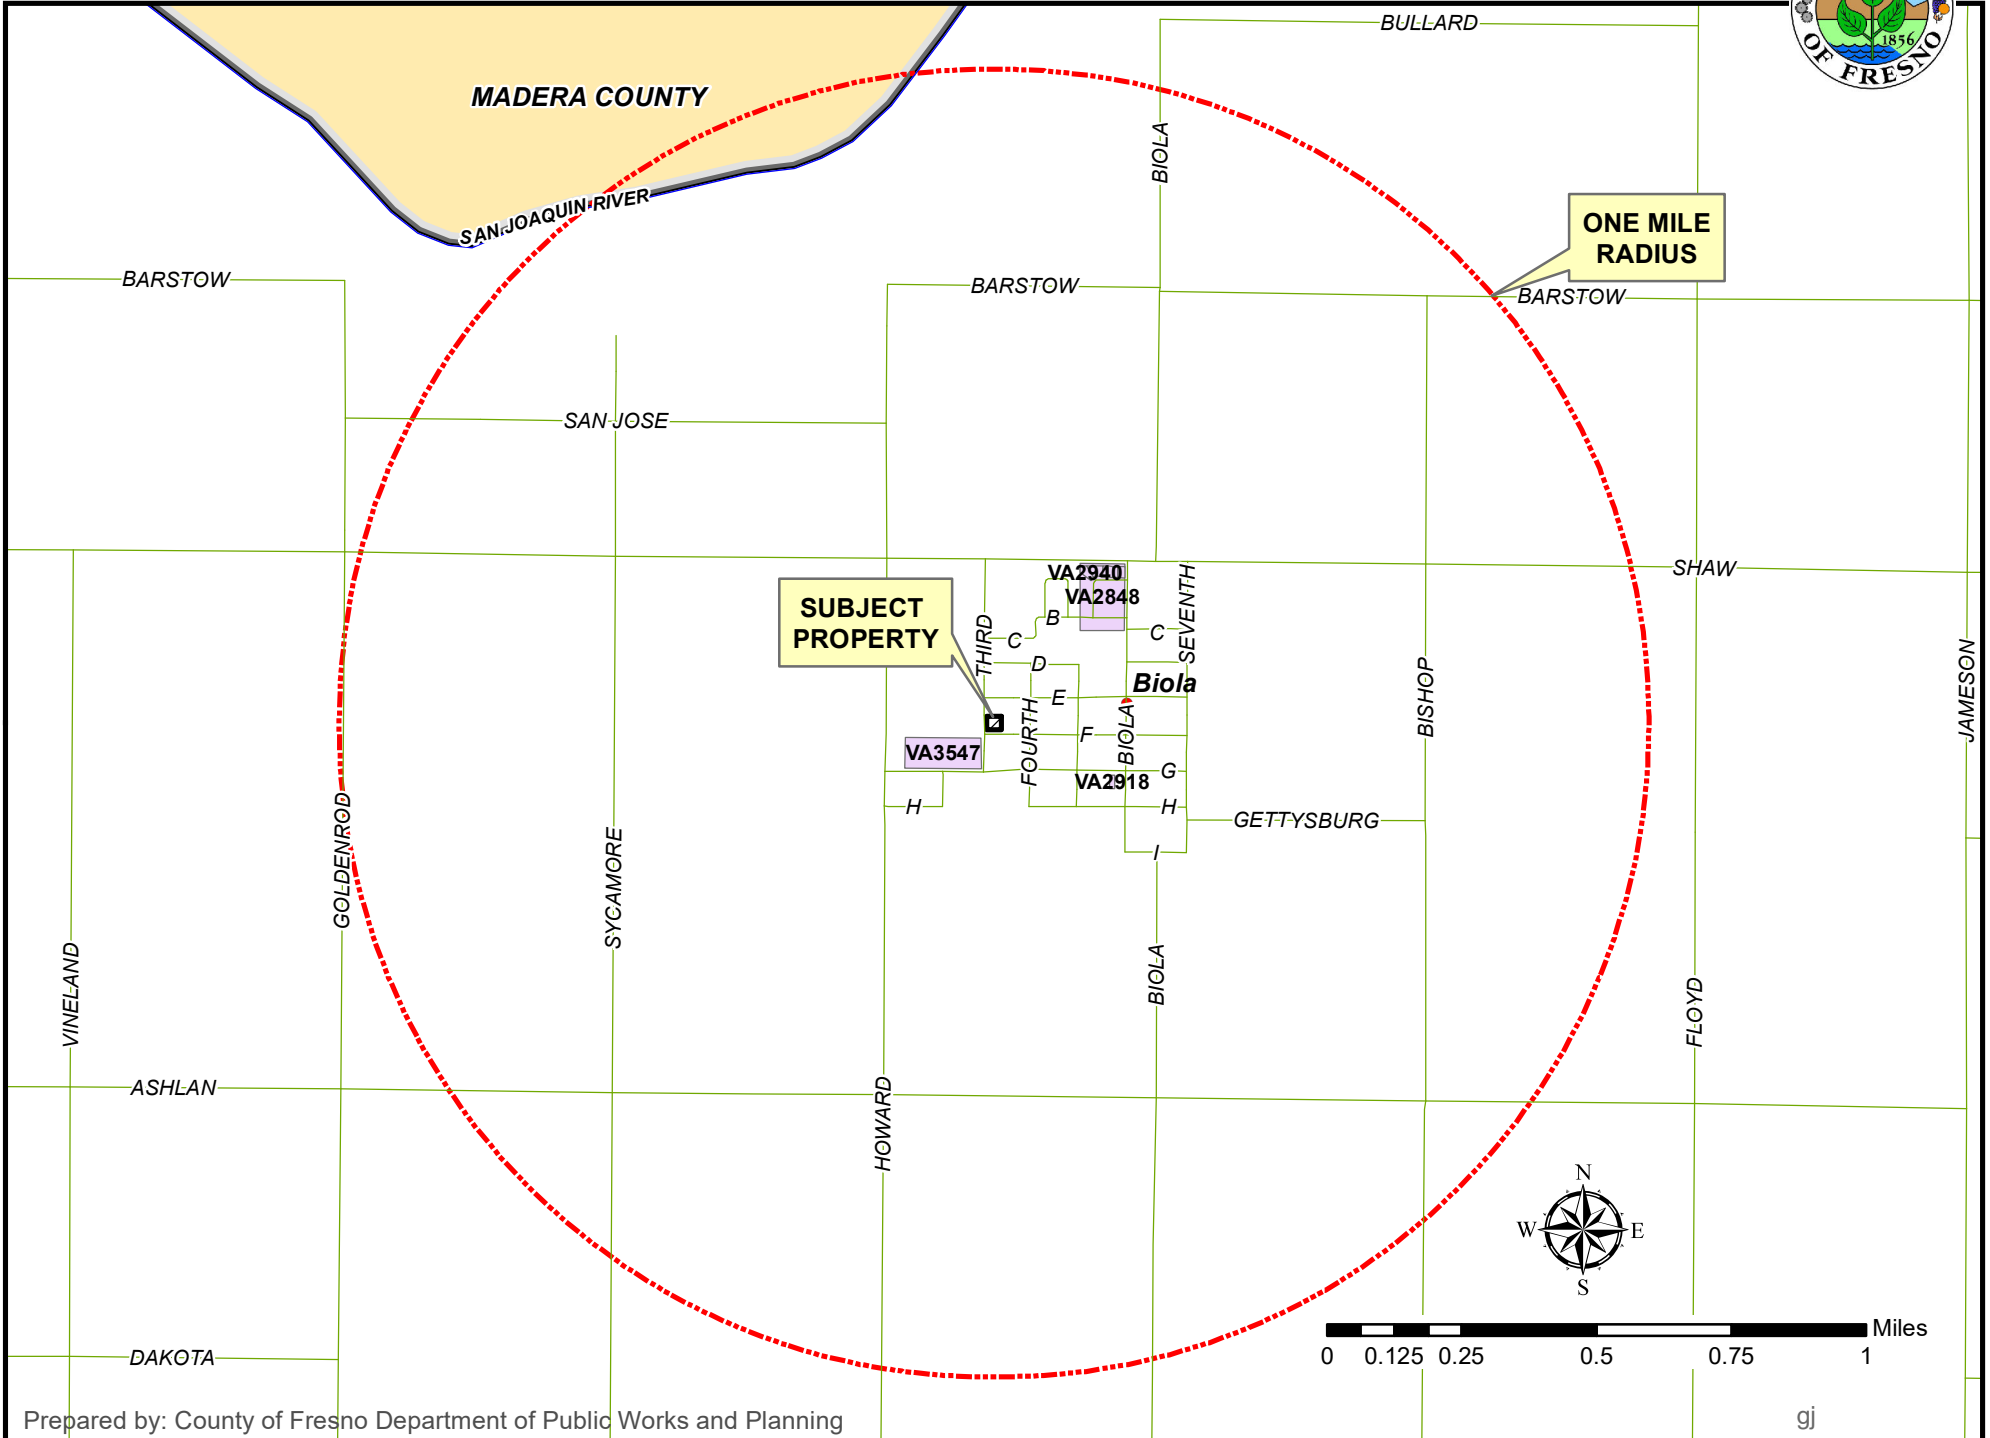 BULLARD
1856
OF FRESNO
MADERA COUNTY
BIOLA
SAN JOAQUIN RIVER
ONE MILE
RADIUS
BARSTOW
BARSTOW
BARSTOW
SAN JOSE
SHAW
VA2940
VA2848
SUBJECT
PROPERTY
THIRD
B
C
C
SEVENTH
D
E
Biola
FOURTH
F
BIOLA
BISHOP
JAMESON
VA3547
G
VA2918
H
H
GETTYSBURG
I
GOLDENROD
SYCAMORE
VINELAND
BIOLA
FLOYD
ASHLAN
HOWARD
N
W
E
S
Miles
0 0.125 0.25 0.5 0.75 1
DAKOTA
Prepared by: County of Fresno Department of Public Works and Planning
gj